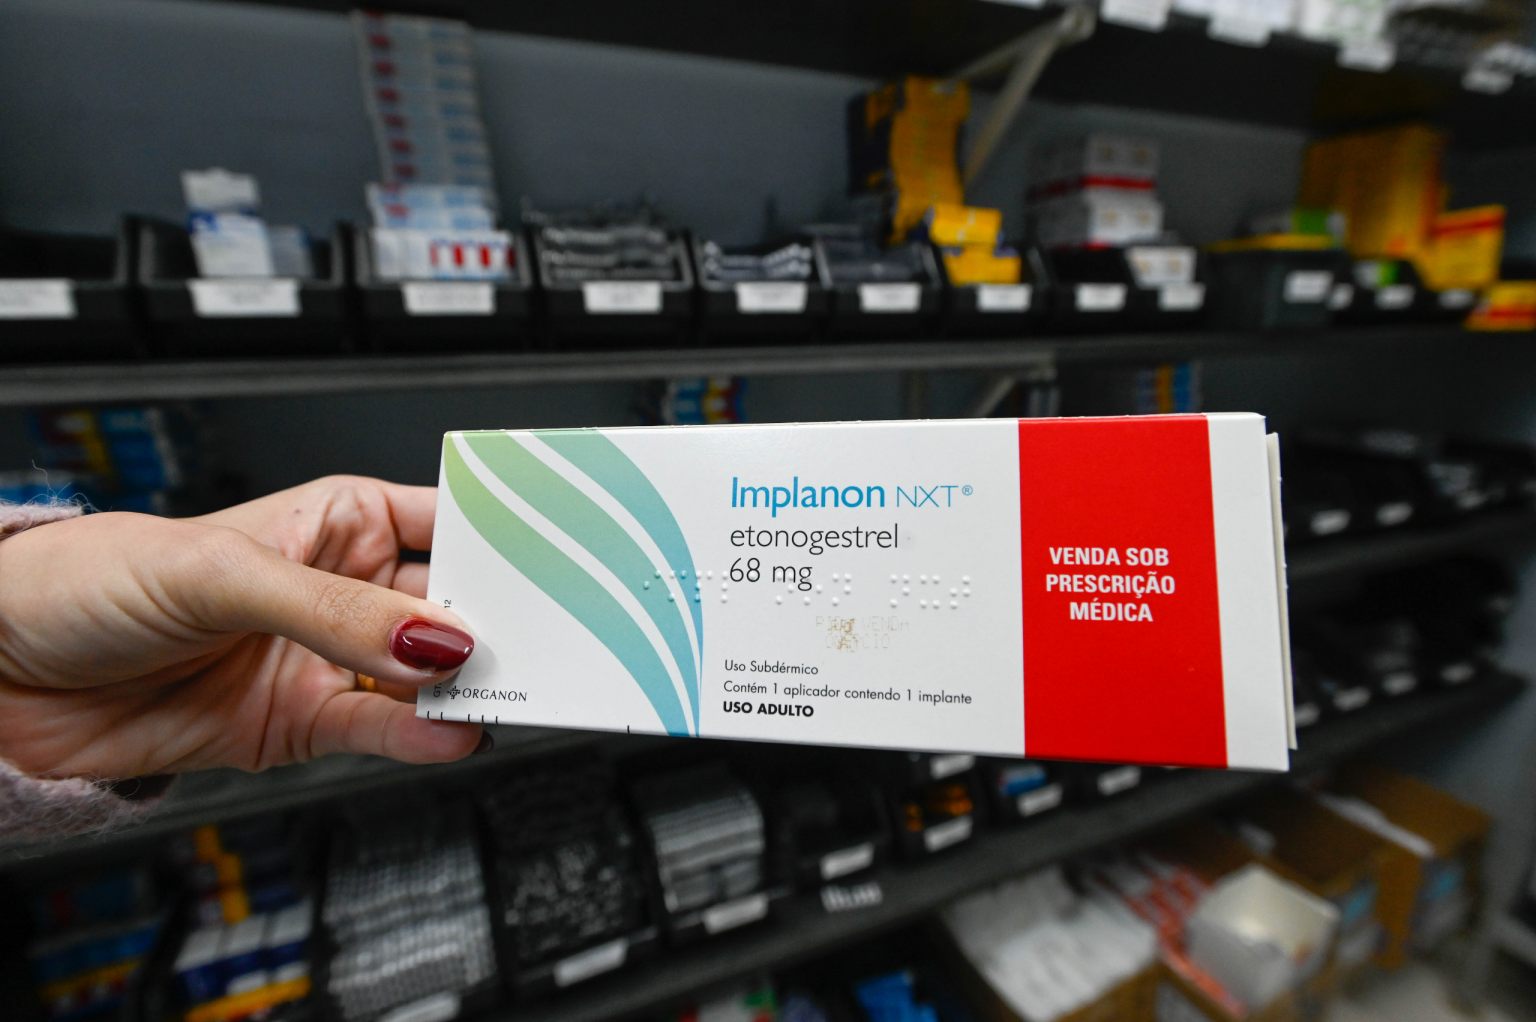 Implanon NXT®
etonogestrel
68 mg
Uso Subdérmico
Contém 1 aplicador contendo 1 implante
USO ADULTO
ORGANON
VENDA SOB
PRESCRIÇÃO
MÉDICA